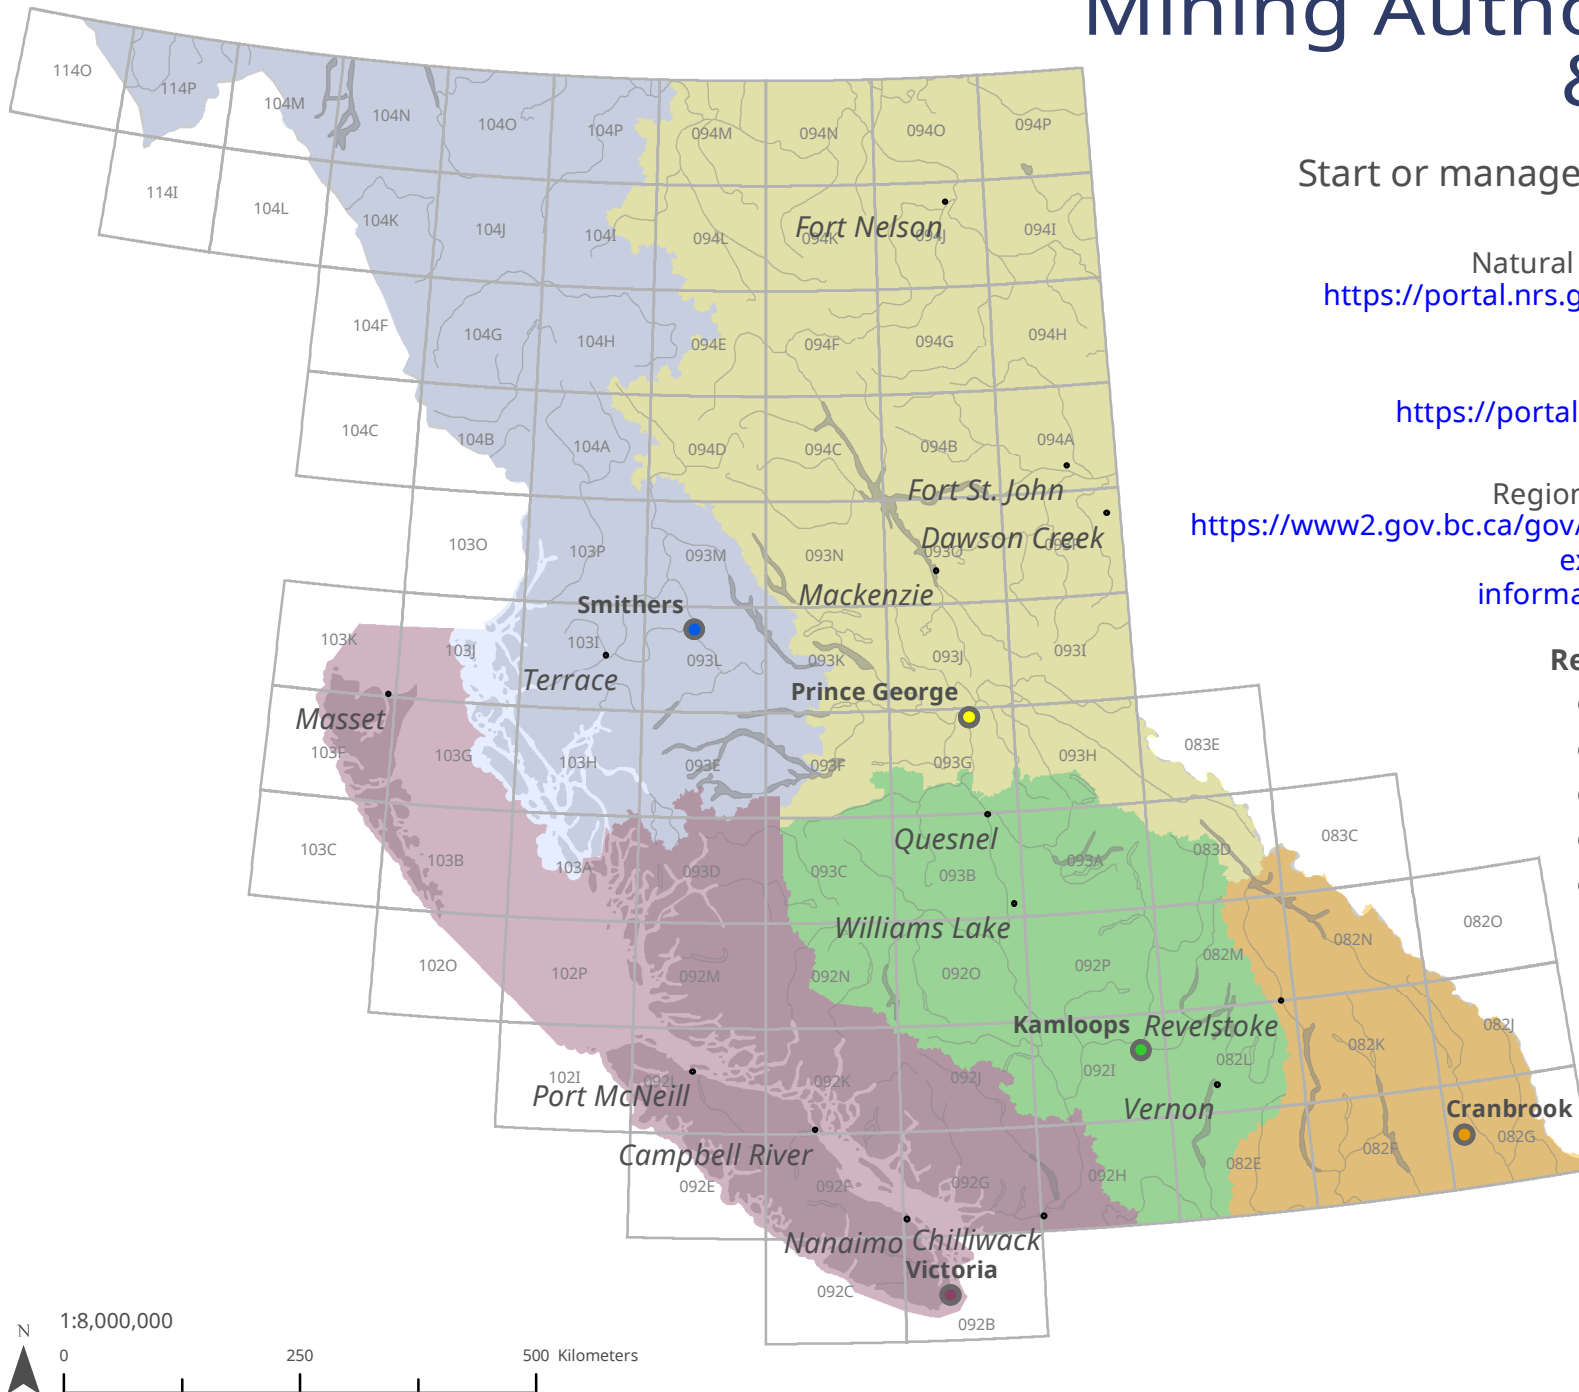 Mining Autho
&
Start or manage
Natural
https://portal.nrs.g
https://portal
Region
https://www2.gov.bc.ca/gov/
ex
informa
Re
114O
114P
104M
104N
104O
104P
094M
094N
094O
094P
114I
104L
104K
104J
104I
094L
094K
094J
094I
Fort Nelson
104F
104G
104H
094E
094F
094G
094H
104C
104B
104A
094D
094C
094B
094A
Fort St. John
103O
103P
093M
093N
093O
093P
Dawson Creek
Mackenzie
Smithers
103K
103J
103I
093L
093K
093J
093I
Terrace
Prince George
Masset
103F
103G
103H
093E
093F
093G
093H
083E
Quesnel
103C
103B
103A
093D
093C
093B
093A
083D
083C
Williams Lake
102O
102P
092M
092N
092O
092P
082M
082N
082O
Kamloops
Revelstoke
102I
092L
092K
092J
092I
082L
082K
082J
Port McNeill
Vernon
Cranbrook
Campbell River
092E
092F
092G
092H
082E
082F
082G
Nanaimo
Chilliwack
Victoria
092C
092B
1:8,000,000
N
0 250 500 Kilometers